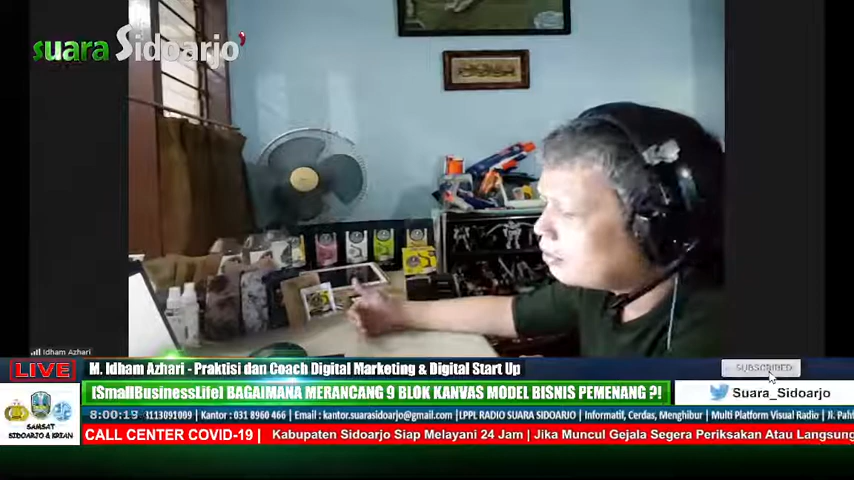 suara Sidoarjo
Idham Azhari
LIVE
M. Idham Azhari - Praktisi dan Coach Digital Marketing & Digital Start Up
SUBSCRIBED
[SmallBusinessLife] BAGAIMANA MERANCANG 9 BLOK KANVAS MODEL BISNIS PEMENANG ?!
Suara_Sidoarjo
SAMSAT
SIDOARJO & KRIAN
8:00:19
3113091099 | Kantor : 031 8960 466 | Email : kantor.suarasidoarjo@gmail.com |LPPL RADIO SUARA SIDOARJO | Informatif, Cerdas, Menghibur | Multi Platform Visual Radio | Jl. Pah
CALL CENTER COVID-19 | Kabupaten Sidoarjo Siap Melayani 24 Jam | Jika Muncul Gejala Segera Periksakan Atau Langsung